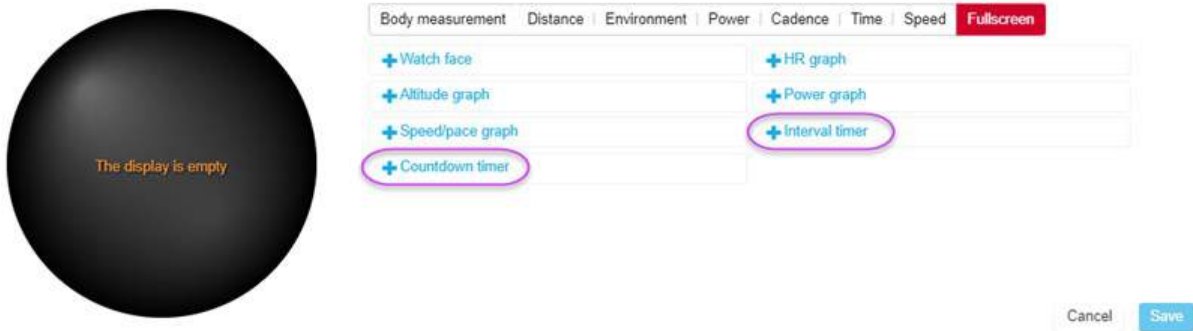 Body measurement Distance Environment Power Cadence Time Speed Fullscreen
Watch face
HR graph
Altitude graph
Power graph
Speed/pace graph
Interval timer
The display is empty
Countdown timer
Cancel Save